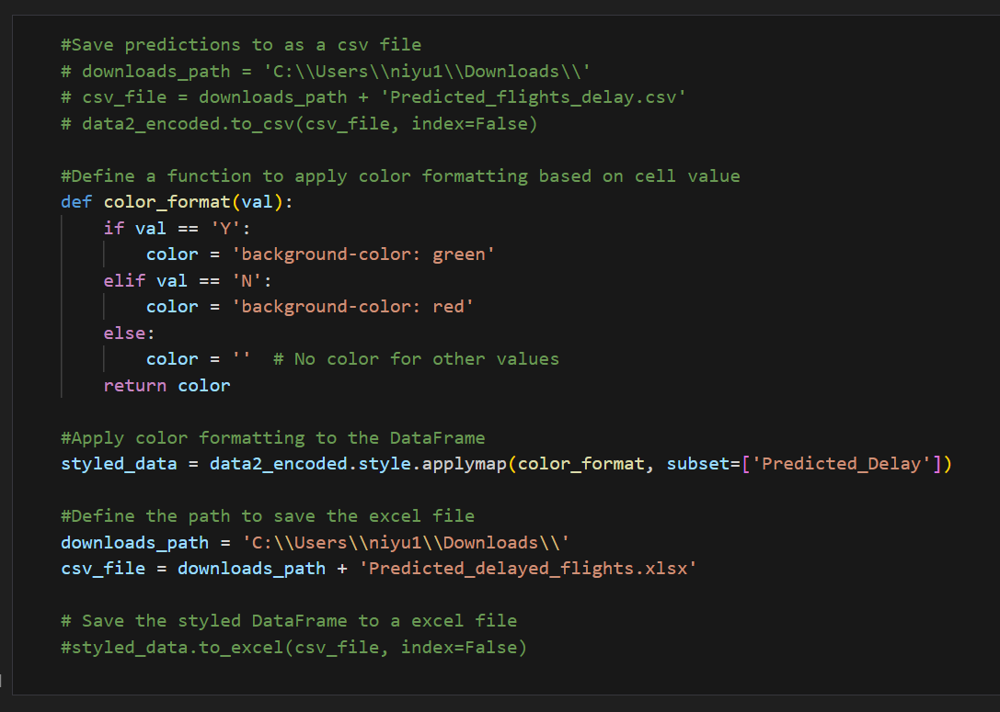 #Save predictions to as a csv file
# downloads_path = 'C:\\Users\\niyu1\\Downloads\\'
# csv_file = downloads_path + 'Predicted_flights_delay.csv'
# data2_encoded.to_csv(csv_file, index=False)

#Define a function to apply color formatting based on cell value
def color_format(val):
    if val == 'Y':
        color = 'background-color: green'
    elif val == 'N':
        color = 'background-color: red'
    else:
        color = ''  # No color for other values
    return color

#Apply color formatting to the DataFrame
styled_data = data2_encoded.style.applymap(color_format, subset=['Predicted_Delay'])

#Define the path to save the excel file
downloads_path = 'C:\\Users\\niyu1\\Downloads\\'
csv_file = downloads_path + 'Predicted_delayed_flights.xlsx'

# Save the styled DataFrame to a excel file
#styled_data.to_excel(csv_file, index=False)